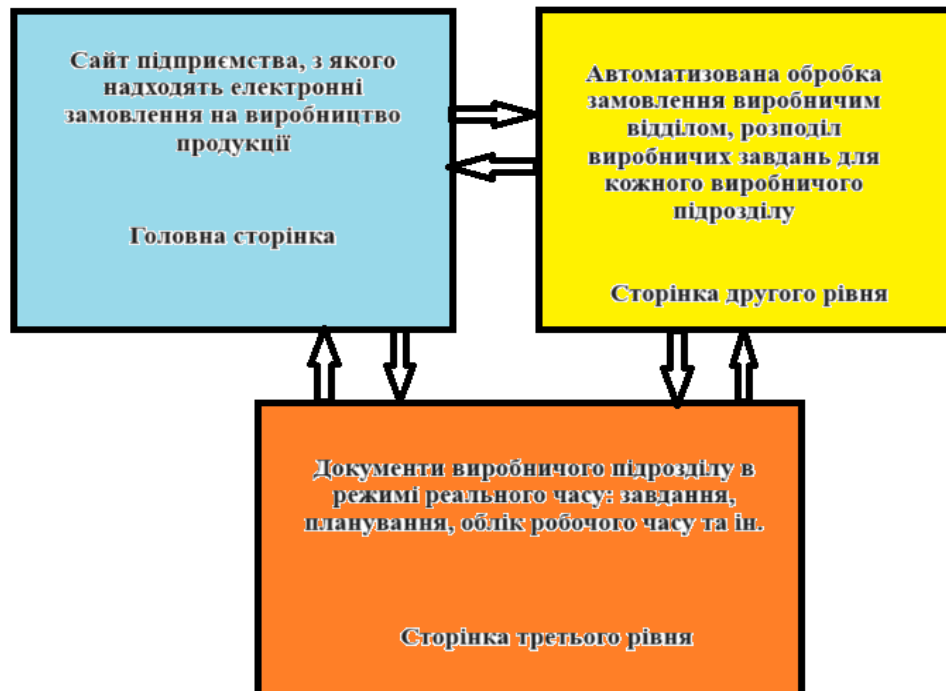 Сайт підприємства, з якого
надходять електронні
замовлення на виробництво
продукції
Головна сторінка
Автоматизована обробка
замовлення виробничим
відділом, розподіл
виробничих завдань для
кожного виробничого
підрозділу
Сторінка другого рівня
Документи виробничого підрозділу в
режимі реального часу: завдання,
планування, облік робочого часу та ін.
Сторінка третього рівня